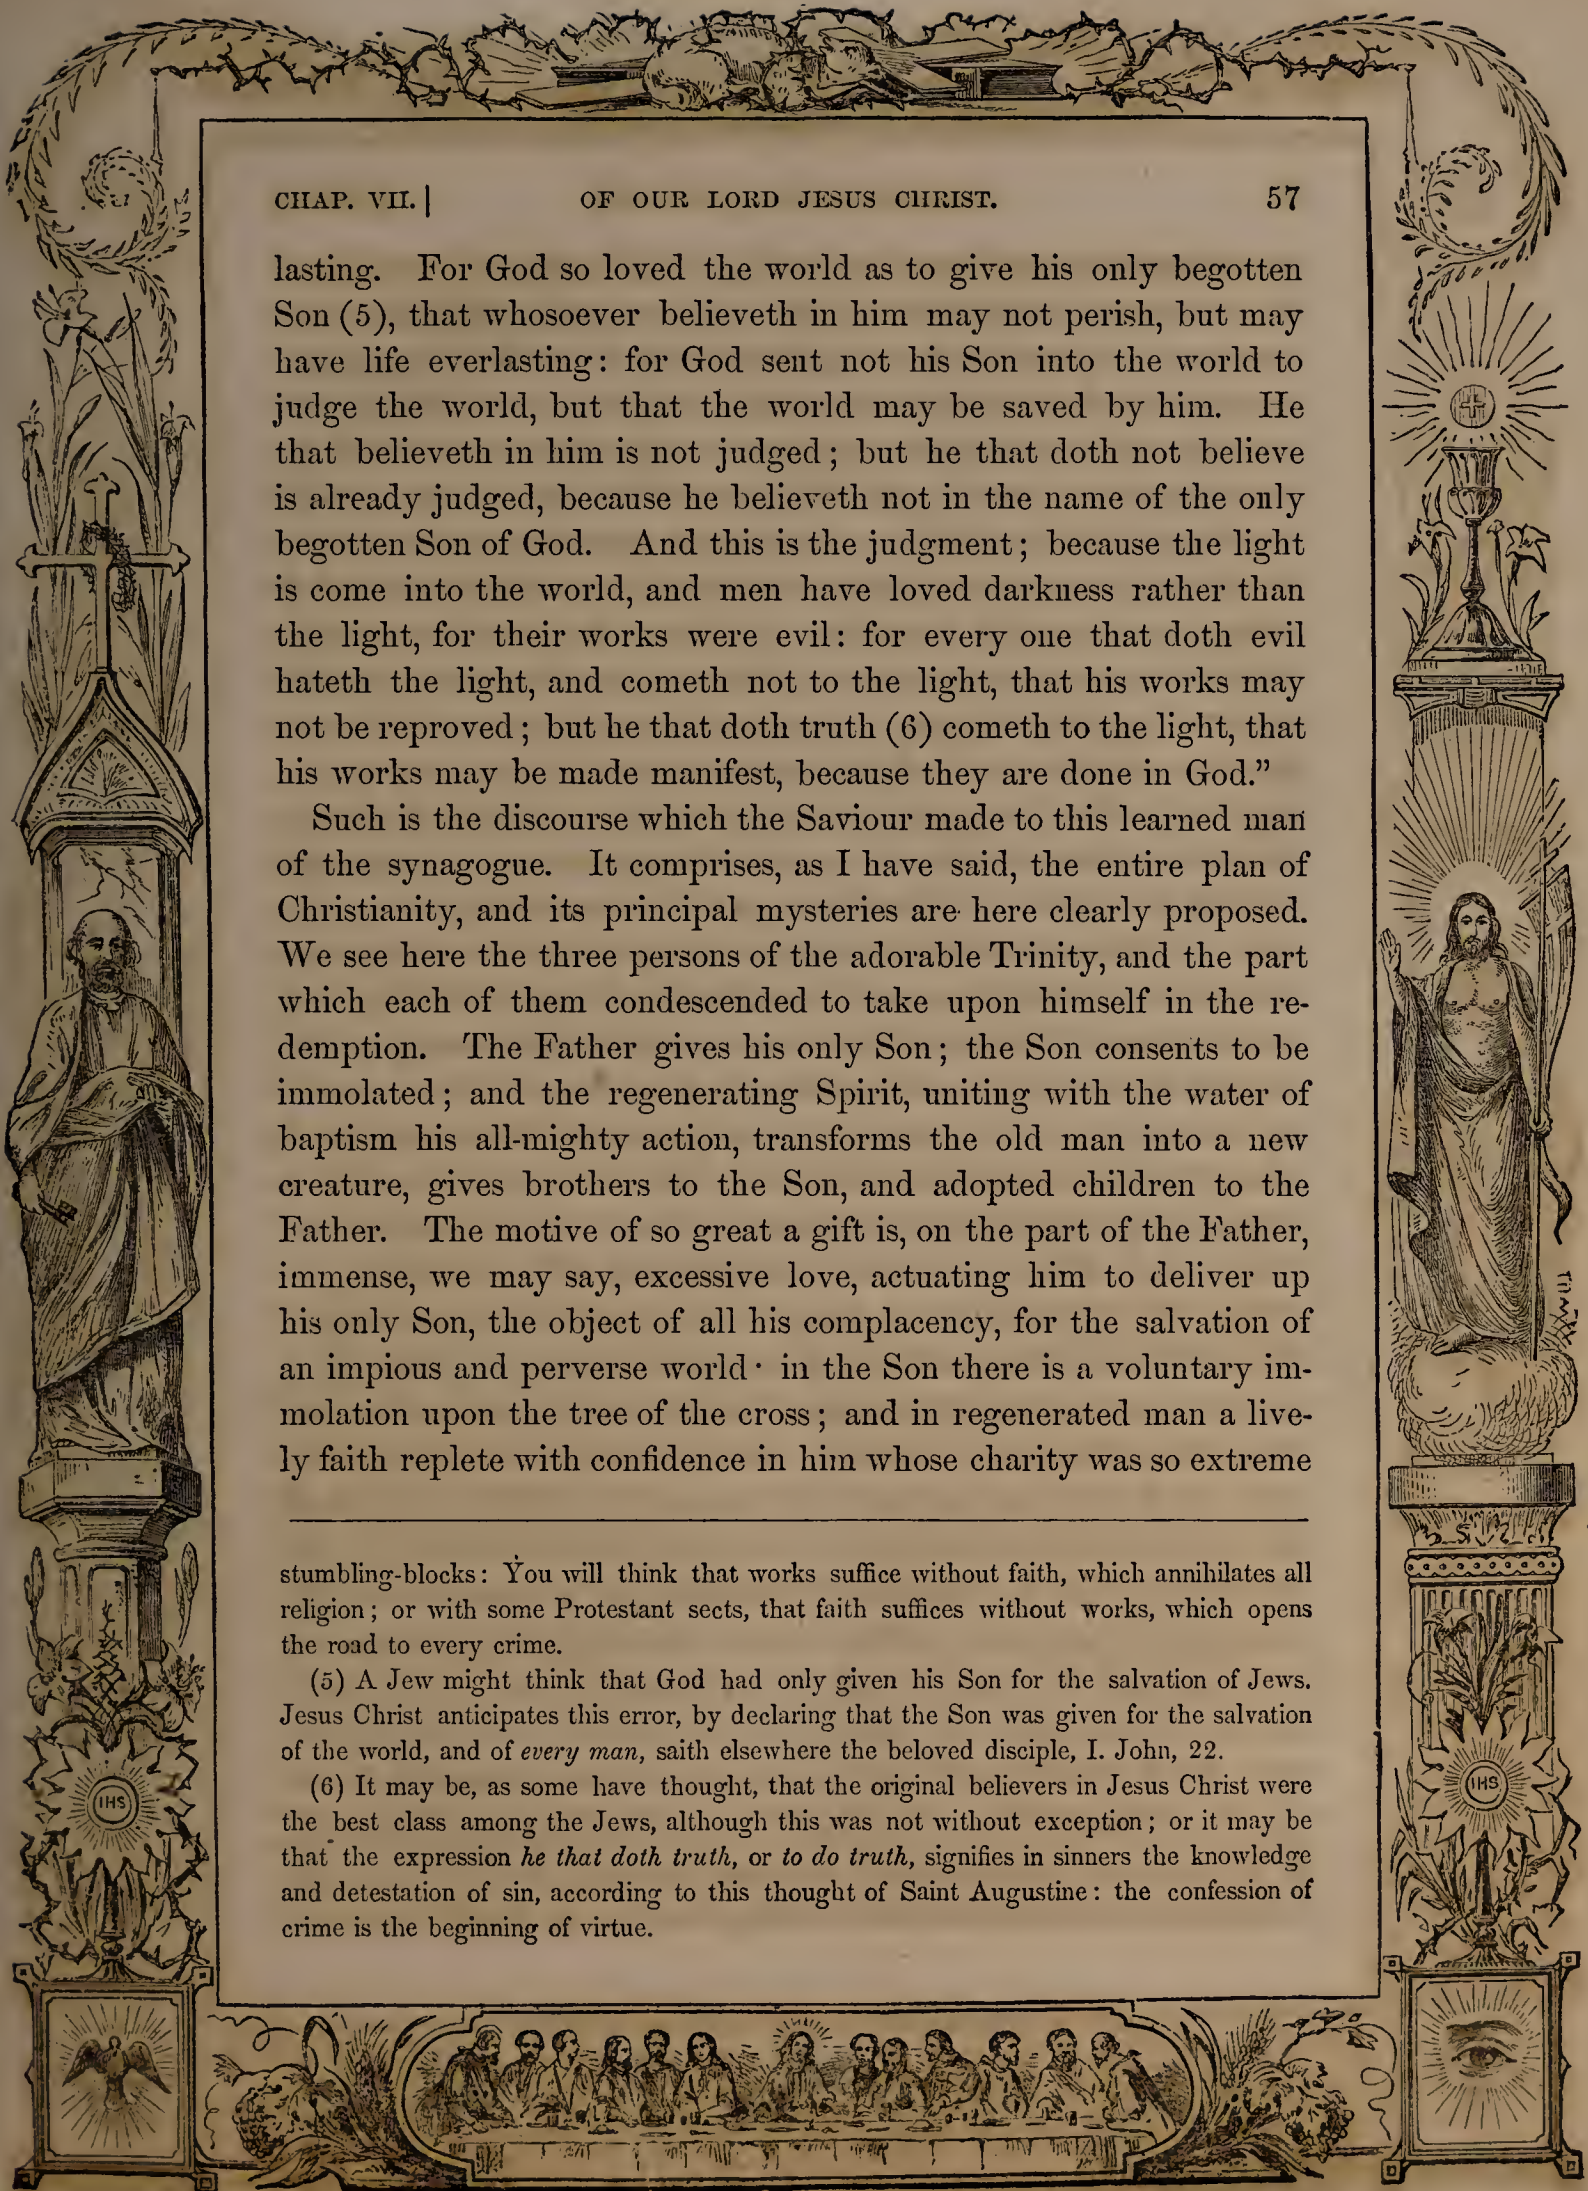 CHAP. VII.| OF OUR LORD JESUS CHRIST. 57
lasting. For God so loved the world as to give his only begotten
Son (5), that whosoever believeth in him may not perish, but may
have life everlasting: for God sent not his Son into the world to
judge the world, but that the world may be saved by him. He
that believeth in him is not judged; but he that doth not believe
is already judged, because he believeth not in the name of the only
begotten Son of God. And this is the judgment; because the light
is come into the world, and men have loved darkness rather than
the light, for their works were evil: for every one that doth evil
hateth the light, and cometh not to the light, that his works may
not be reproved; but he that doth truth (6) cometh to the light, that
his works may be made manifest, because they are done in God.”
Such is the discourse which the Saviour made to this learned man
of the synagogue. It comprises, as I have said, the entire plan of
Christianity, and its principal mysteries are here clearly proposed.
We see here the three persons of the adorable Trinity, and the part
which each of them condescended to take upon himself in the re-
demption. The Father gives his only Son; the Son consents to be
immolated; and the regenerating Spirit, uniting with the water of
baptism his all-mighty action, transforms the old man into a new
creature, gives brothers to the Son, and adopted children to the
Father. The motive of so great a gift is, on the part of the Father,
immense, we may say, excessive love, actuating him to deliver up
his only Son, the object of all his complacency, for the salvation of
an impious and perverse world· in the Son there is a voluntary im-
molation upon the tree of the cross; and in regenerated man a live-
ly faith replete with confidence in him whose charity was so extreme
stumbling-blocks: You will think that works suffice without faith, which annihilates all
religion; or with some Protestant sects, that faith suffices without works, which opens
the road to every crime.
(5) A Jew might think that God had only given his Son for the salvation of Jews.
Jesus Christ anticipates this error, by declaring that the Son was given for the salvation
of the world, and of every man, saith elsewhere the beloved disciple, I. John, 22.
(6) It may be, as some have thought, that the original believers in Jesus Christ were
the best class among the Jews, although this was not without exception; or it may be
that the expression he that doth truth, or to do truth, signifies in sinners the knowledge
and detestation of sin, according to this thought of Saint Augustine: the confession of
crime is the beginning of virtue.
IHS
IHS